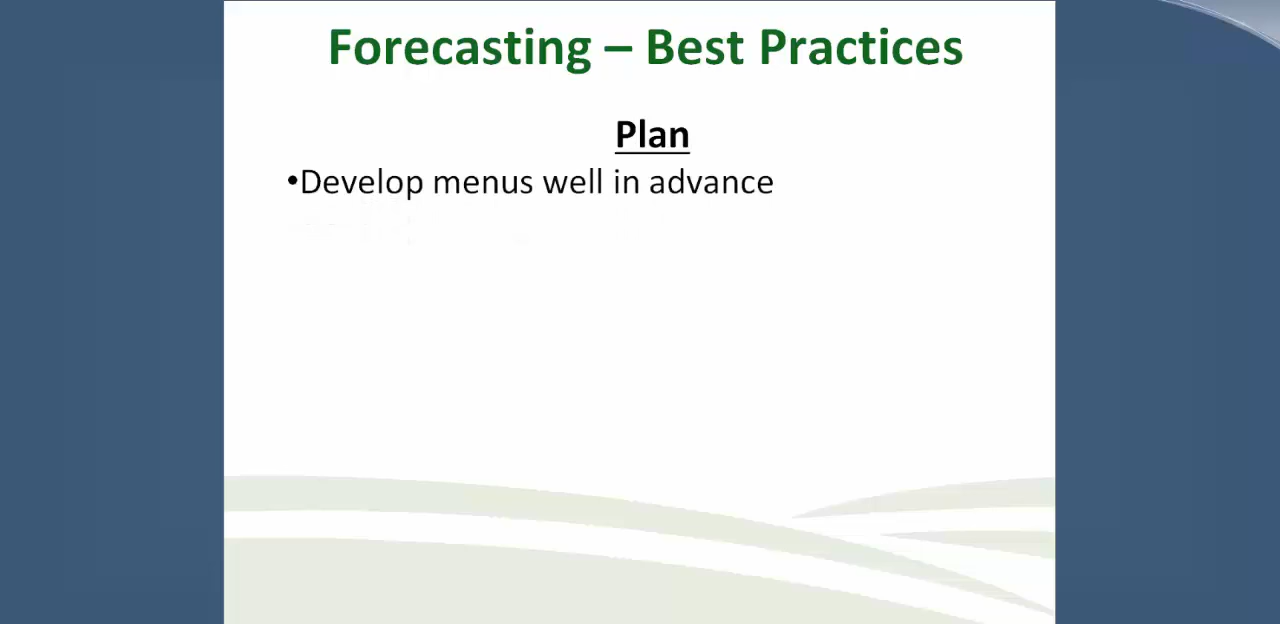 Forecasting – Best Practices
Plan
•Develop menus well in advance